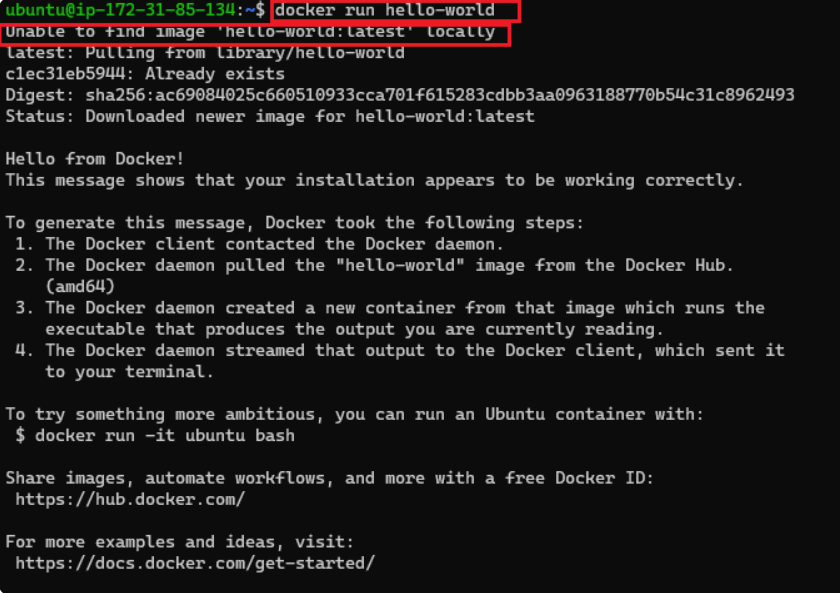 ubuntu@ip-172-31-85-134:~$ docker run hello-world
Unable to find image 'hello-world:latest' locally
latest: Pulling from library/hello-world
c1ec31eb5944: Already exists
Digest: sha256:ac69084025c660510933cca701f615283cdbb3aa0963188770b54c31c8962493
Status: Downloaded newer image for hello-world:latest
Hello from Docker!
This message shows that your installation appears to be working correctly.
To generate this message, Docker took the following steps:
1. The Docker client contacted the Docker daemon.
2. The Docker daemon pulled the "hello-world" image from the Docker Hub.
(amd64)
3. The Docker daemon created a new container from that image which runs the
executable that produces the output you are currently reading.
4. The Docker daemon streamed that output to the Docker client, which sent it
to your terminal.
To try something more ambitious, you can run an Ubuntu container with:
$ docker run -it ubuntu bash
Share images, automate workflows, and more with a free Docker ID:
https://hub.docker.com/
For more examples and ideas, visit:
https://docs.docker.com/get-started/